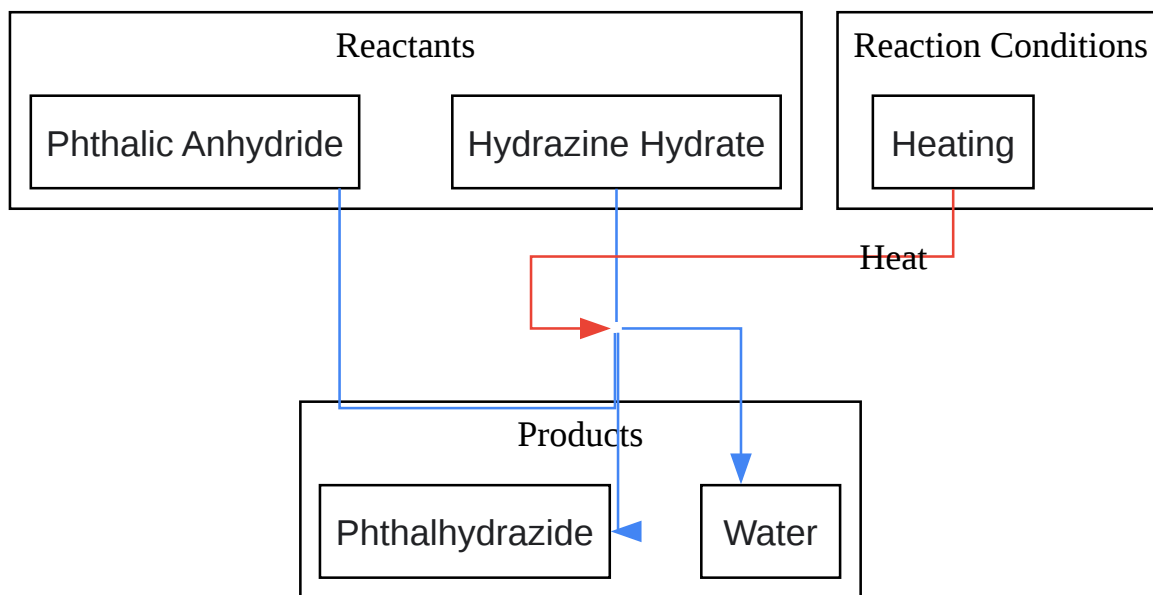 Reactants
Reaction Conditions
Phthalic Anhydride
Hydrazine Hydrate
Heating
Heat
Products
Phthalhydrazide
Water